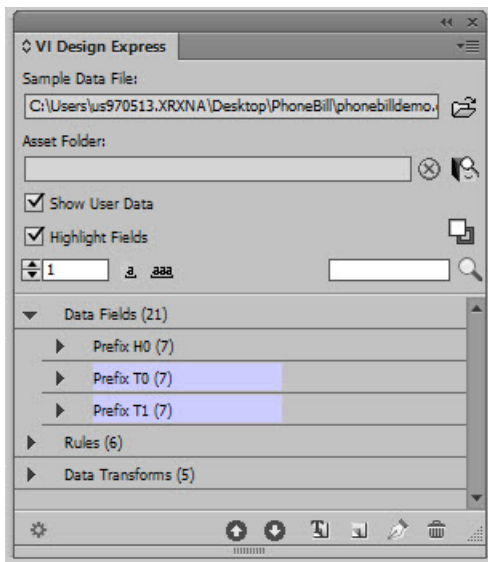 VI Design Express
Sample Data File:
C:\Users\us970513.XRXNA\Desktop\PhoneBill\phonebilldemo.
Asset Folder:
Show User Data
Highlight Fields
1 a aaa
Data Fields (21)
Prefix H0 (7)
Prefix T0 (7)
Prefix T1 (7)
Rules (6)
Data Transforms (5)
T